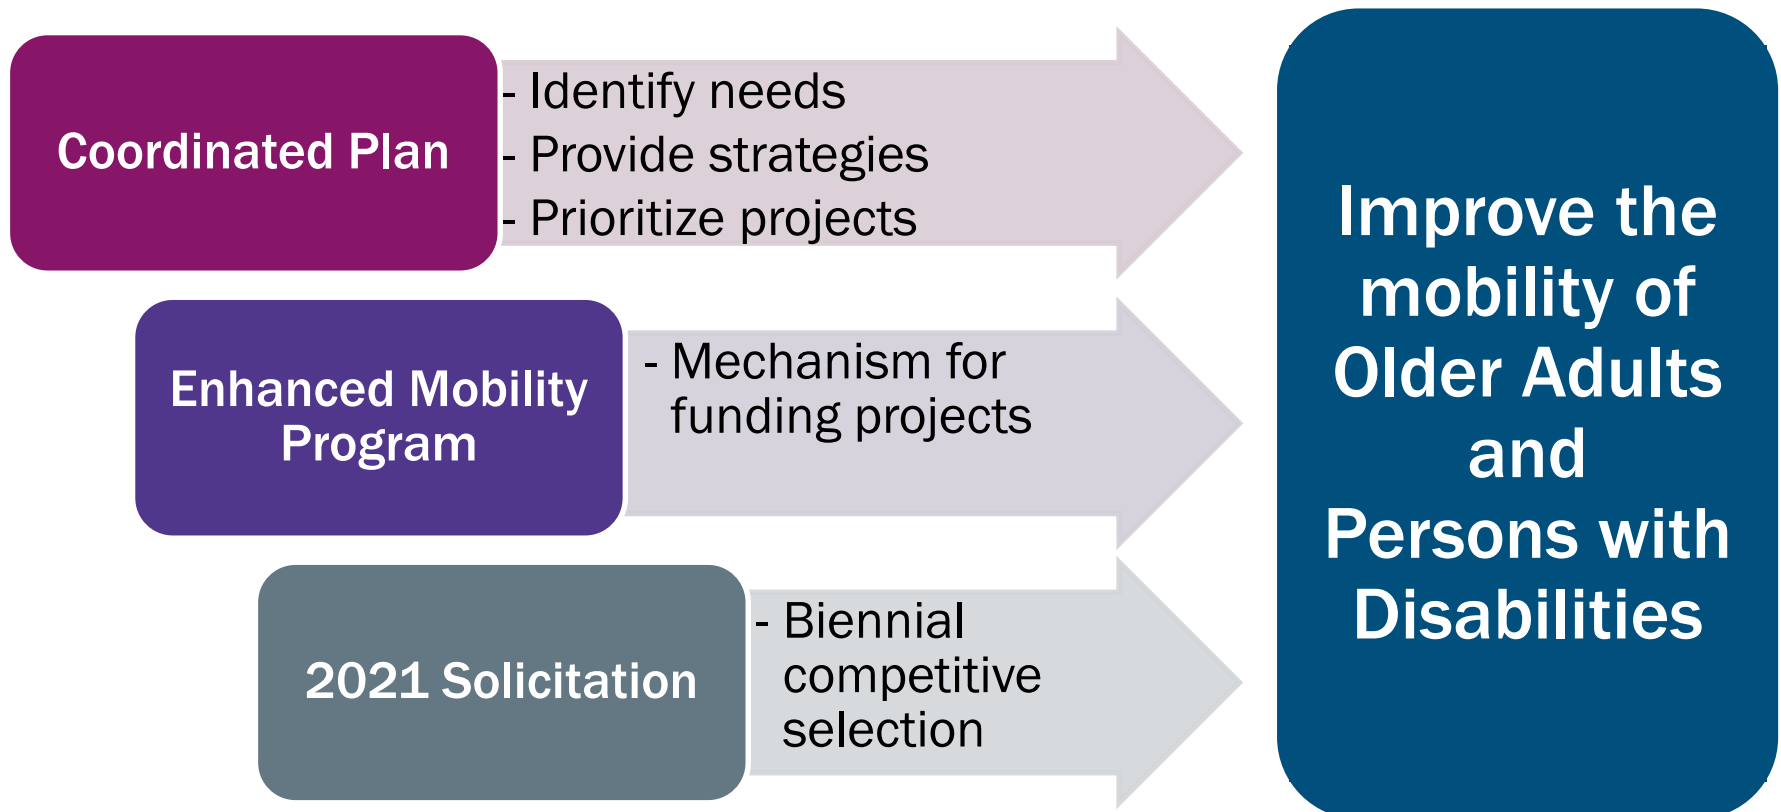 Coordinated Plan
- Identify needs
- Provide strategies
- Prioritize projects
Enhanced Mobility
Program
- Mechanism for
funding projects
2021 Solicitation
- Biennial
competitive
selection
Improve the
mobility of
Older Adults
and
Persons with
Disabilities